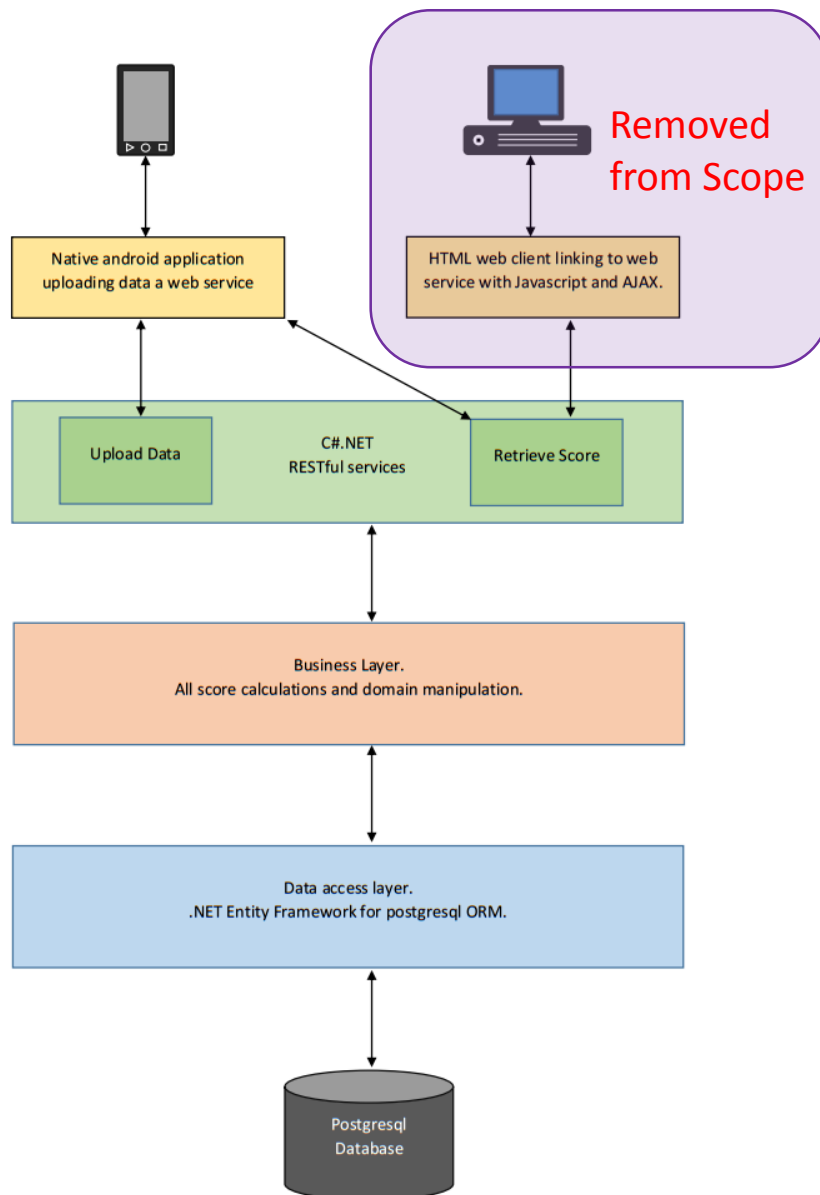 Removed
from Scope
Native android application
uploading data a web service
HTML web client linking to web
service with Javascript and AJAX.
Upload Data
C#.NET
RESTful services
Retrieve Score
Business Layer.
All score calculations and domain manipulation.
Data access layer.
.NET Entity Framework for postgresql ORM.
Postgresql
Database